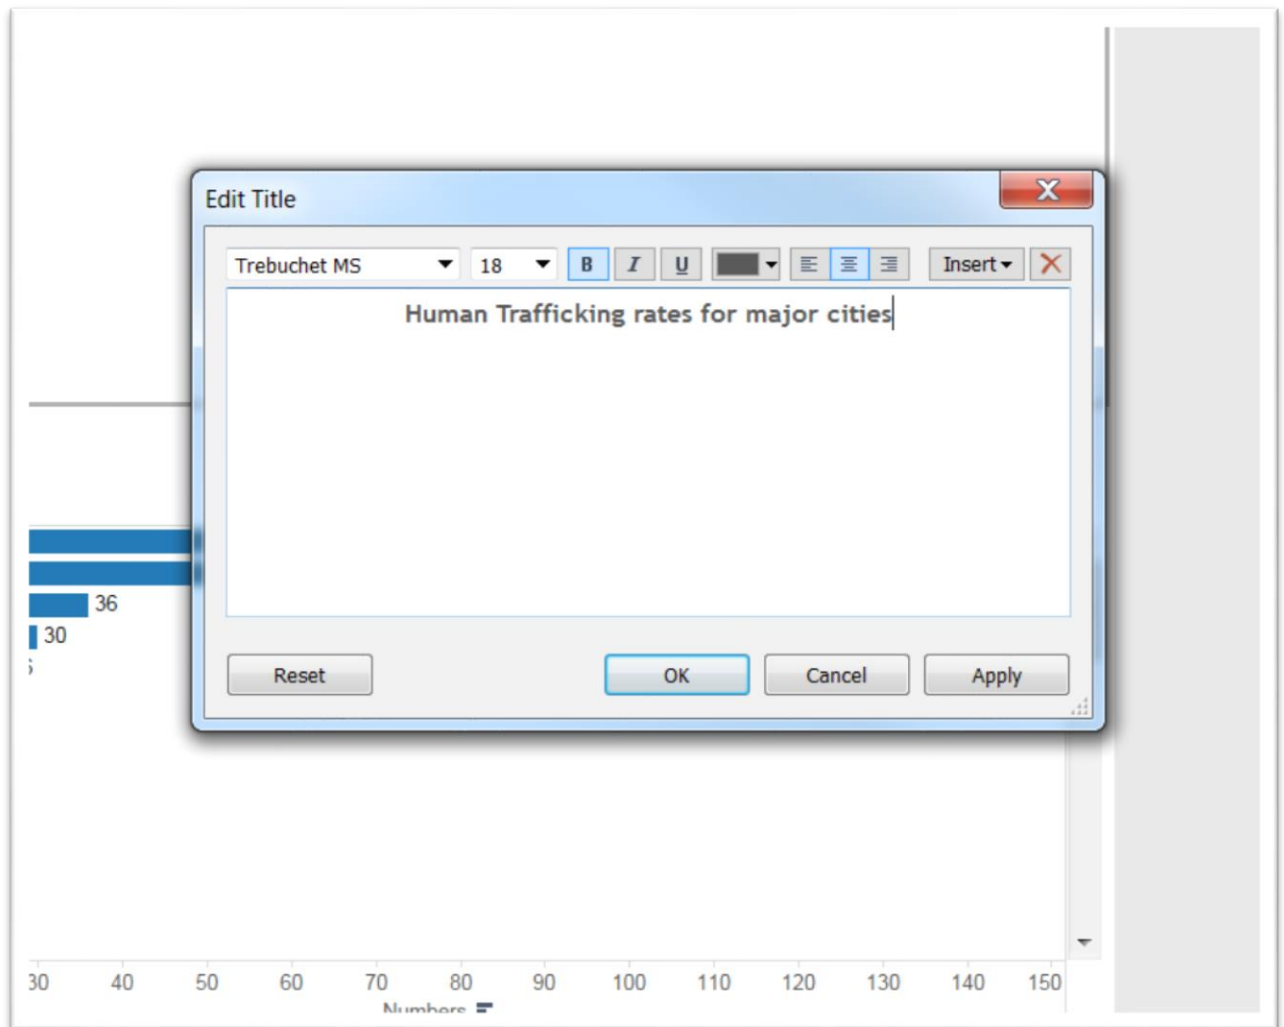 Edit Title
Trebuchet MS 18 B I U Insert
Human Trafficking rates for major cities
36
30
Reset OK Cancel Apply
30 40 50 60 70 80 90 100 110 120 130 140 150
Numbers